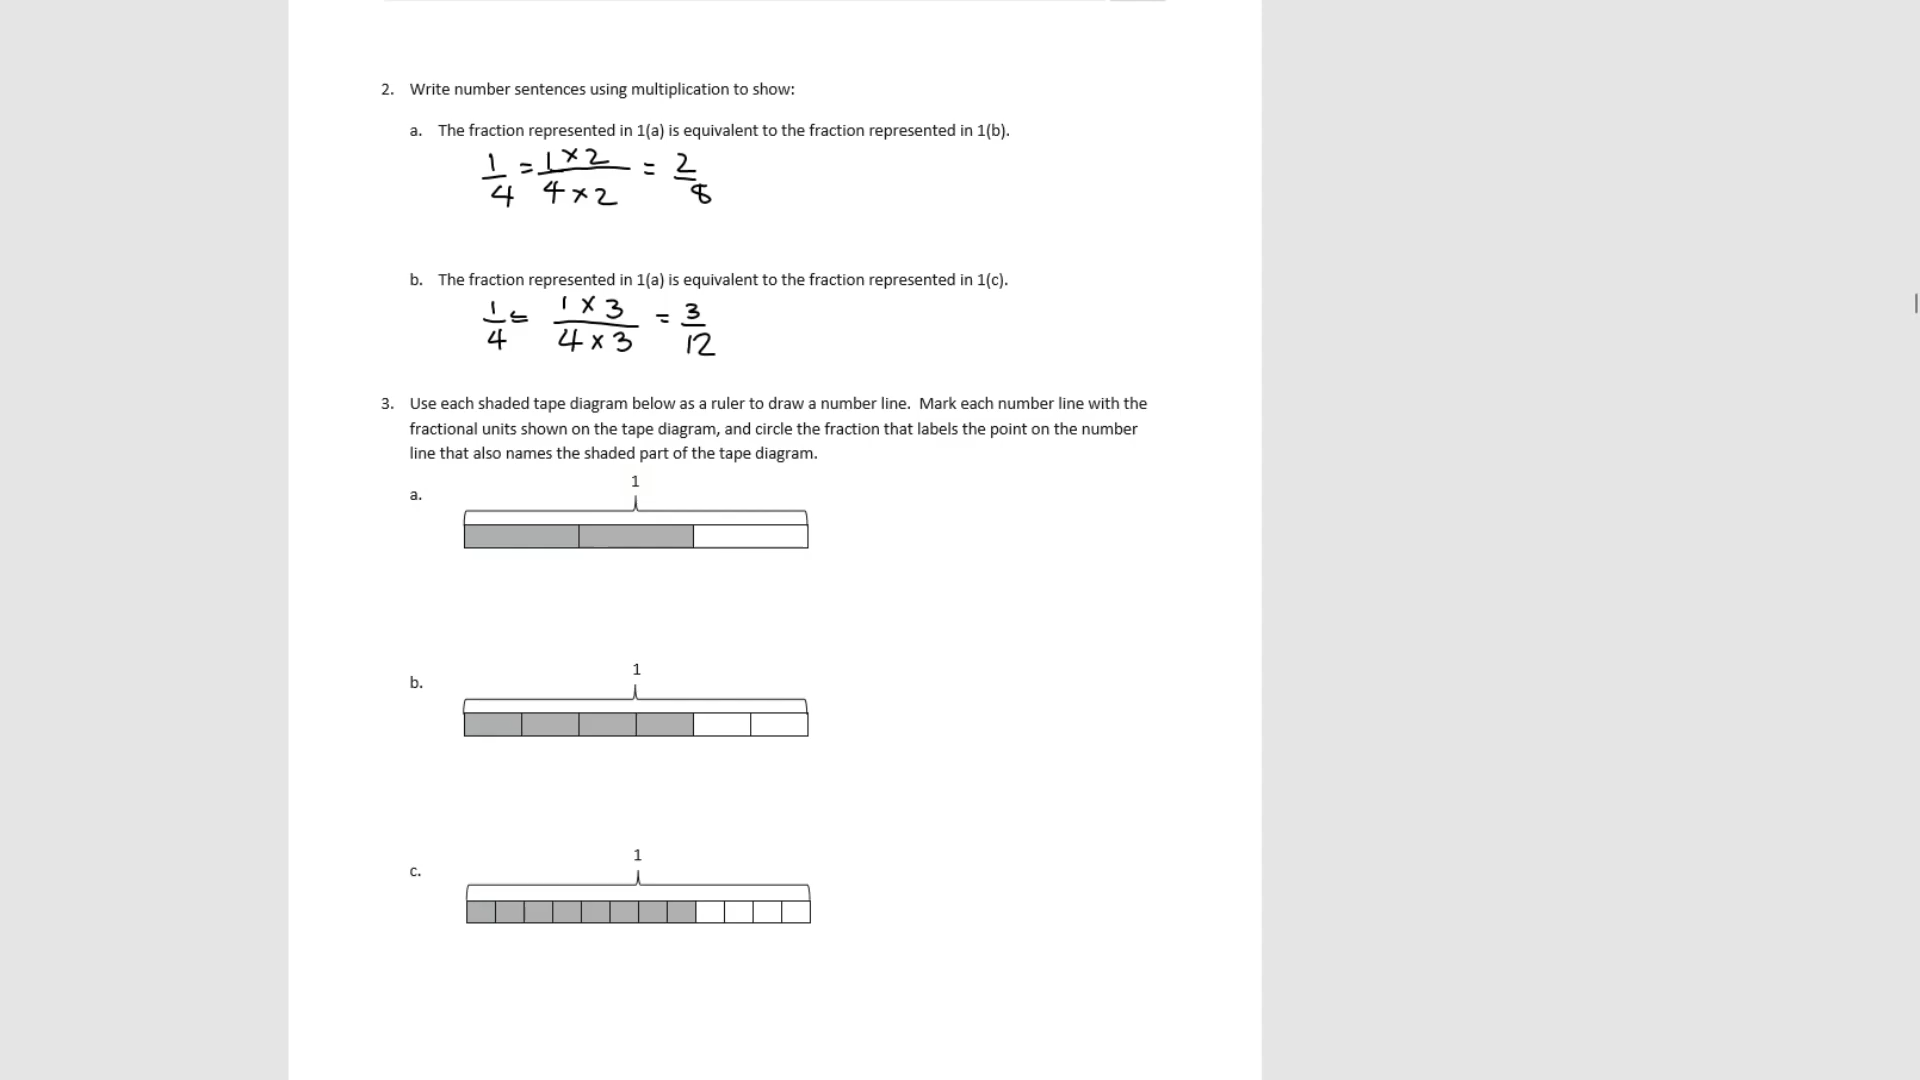 2. Write number sentences using multiplication to show:
a. The fraction represented in 1(a) is equivalent to the fraction represented in 1(b).
1/4 = 1 × 2 / 4 × 2 = 2/8
b. The fraction represented in 1(a) is equivalent to the fraction represented in 1(c).
1/4 = 1 × 3 / 4 × 3 = 3/12
3. Use each shaded tape diagram below as a ruler to draw a number line. Mark each number line with the
fractional units shown on the tape diagram, and circle the fraction that labels the point on the number
line that also names the shaded part of the tape diagram.
1
a.
1
b.
1
c.